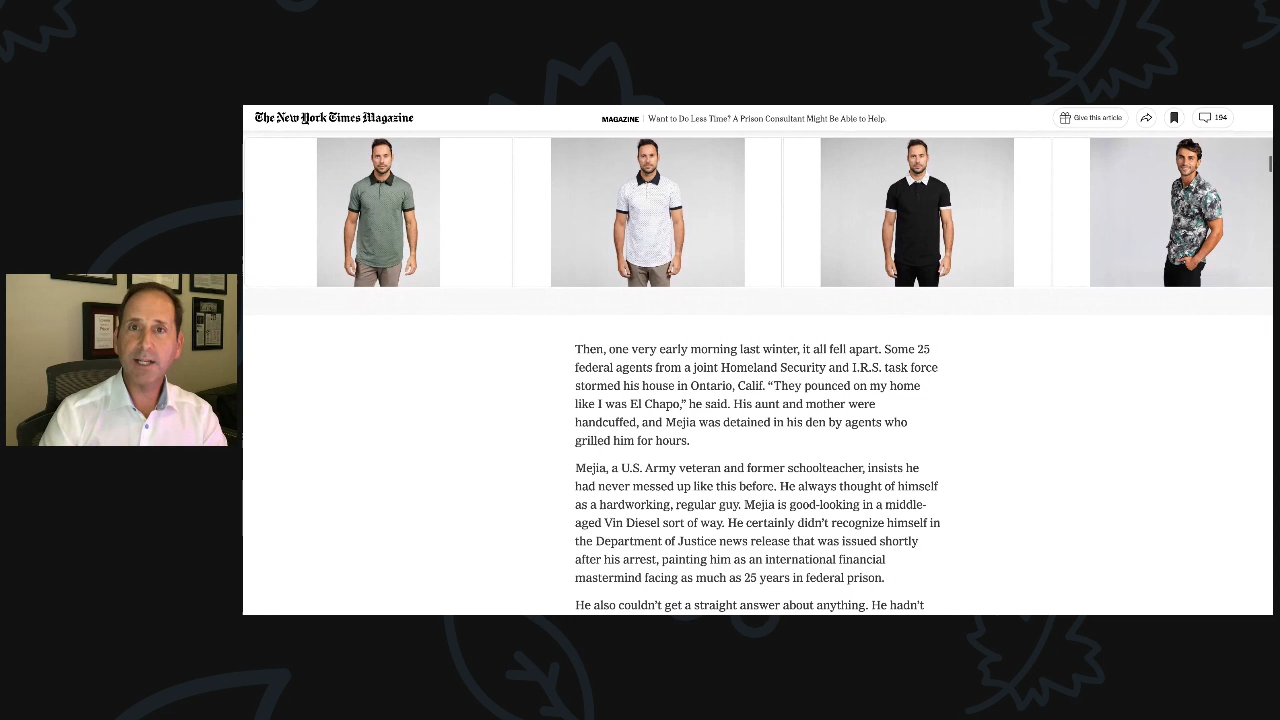 The New York Times Magazine
MAGAZINE | Want to Do Less Time? A Prison Consultant Might Be Able to Help.
Give this article
194
Then, one very early morning last winter, it all fell apart. Some 25
federal agents from a joint Homeland Security and I.R.S. task force
stormed his house in Ontario, Calif. “They pounced on my home
like I was El Chapo,” he said. His aunt and mother were
handcuffed, and Mejia was detained in his den by agents who
grilled him for hours.
Mejia, a U.S. Army veteran and former schoolteacher, insists he
had never messed up like this before. He always thought of himself
as a hardworking, regular guy. Mejia is good-looking in a middle-
aged Vin Diesel sort of way. He certainly didn’t recognize himself in
the Department of Justice news release that was issued shortly
after his arrest, painting him as an international financial
mastermind facing as much as 25 years in federal prison.
He also couldn’t get a straight answer about anything. He hadn’t